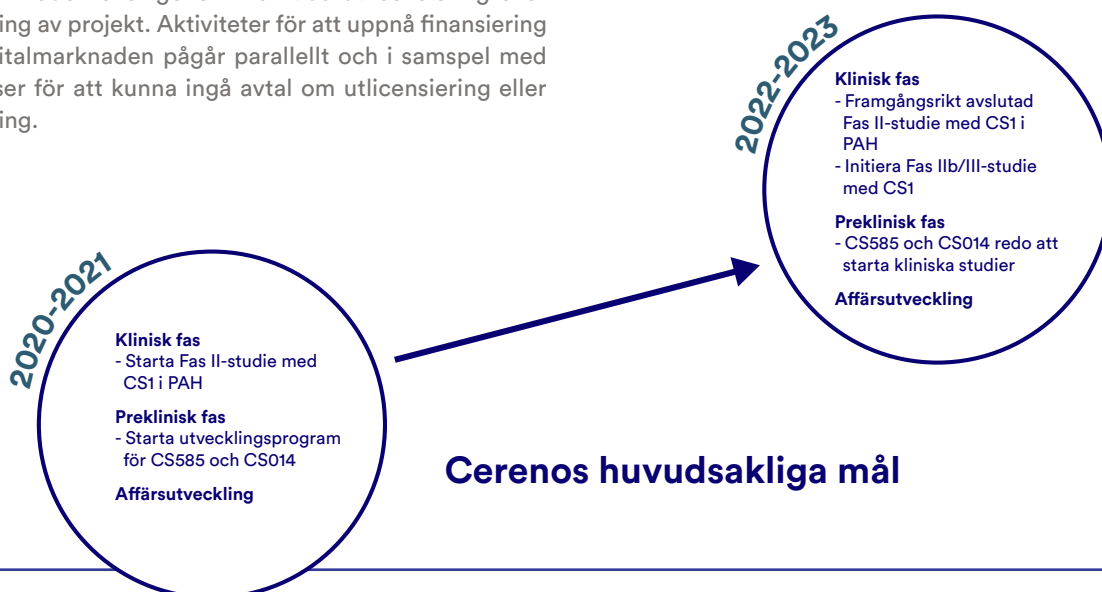 ing av projekt. Aktiviteter för att uppnå finansiering
italmarknaden pågår parallellt och i samspel med
ser för att kunna ingå avtal om utlicensiering eller
ing.
2022-2023
Klinisk fas
- Framgångsrikt avslutad
Fas II-studie med CS1 i
PAH
- Initiera Fas IIb/III-studie
med CS1
Preklinisk fas
- CS585 och CS014 redo att
starta kliniska studier
Affärsutveckling
2020-2021
Klinisk fas
- Starta Fas II-studie med
CS1 i PAH
Preklinisk fas
- Starta utvecklingsprogram
för CS585 och CS014
Affärsutveckling
Cerenos huvudsakliga mål